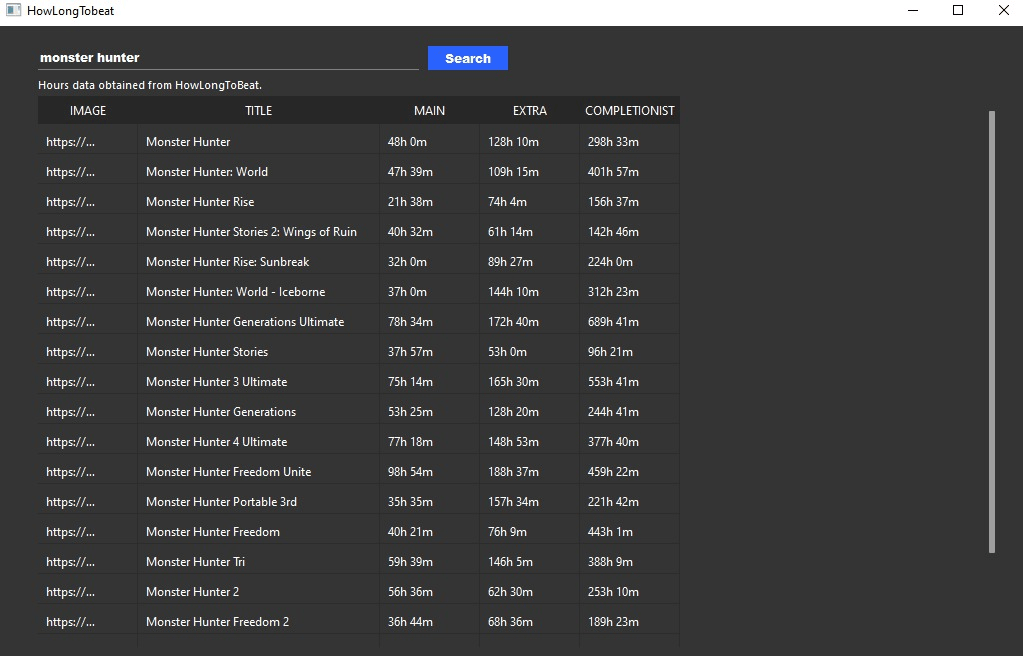 HowLongTobeat
monster hunter Search
Hours data obtained from HowLongToBeat.
IMAGE TITLE MAIN EXTRA COMPLETIONIST
https://... Monster Hunter 48h 0m 128h 10m 298h 33m
https://... Monster Hunter: World 47h 39m 109h 15m 401h 57m
https://... Monster Hunter Rise 21h 38m 74h 4m 156h 37m
https://... Monster Hunter Stories 2: Wings of Ruin 40h 32m 61h 14m 142h 46m
https://... Monster Hunter Rise: Sunbreak 32h 0m 89h 27m 224h 0m
https://... Monster Hunter: World - Iceborne 37h 0m 144h 10m 312h 23m
https://... Monster Hunter Generations Ultimate 78h 34m 172h 40m 689h 41m
https://... Monster Hunter Stories 37h 57m 53h 0m 96h 21m
https://... Monster Hunter 3 Ultimate 75h 14m 165h 30m 553h 41m
https://... Monster Hunter Generations 53h 25m 128h 20m 244h 41m
https://... Monster Hunter 4 Ultimate 77h 18m 148h 53m 377h 40m
https://... Monster Hunter Freedom Unite 98h 54m 188h 37m 459h 22m
https://... Monster Hunter Portable 3rd 35h 35m 157h 34m 221h 42m
https://... Monster Hunter Freedom 40h 21m 76h 9m 443h 1m
https://... Monster Hunter Tri 59h 39m 146h 5m 388h 9m
https://... Monster Hunter 2 56h 36m 62h 30m 253h 10m
https://... Monster Hunter Freedom 2 36h 44m 68h 36m 189h 23m